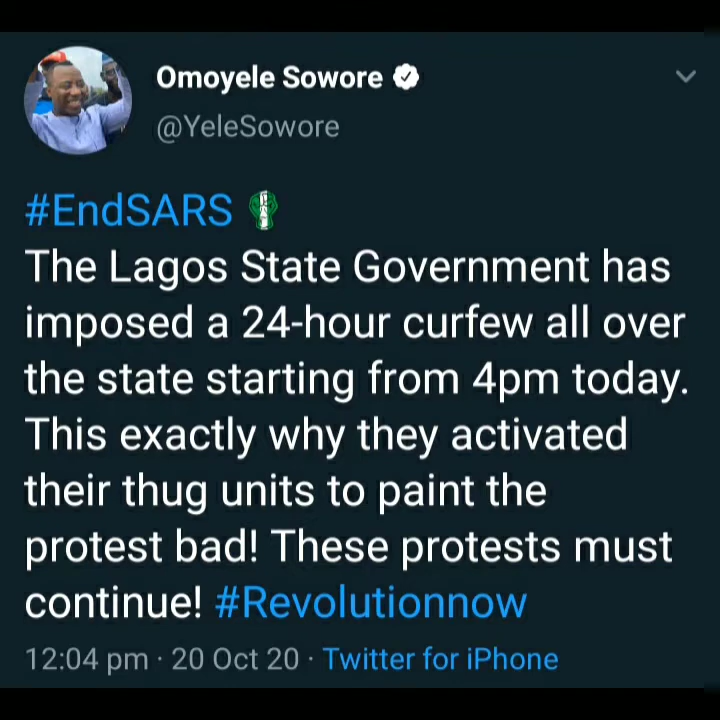 Omoyele Sowore
@YeleSowore
#EndSARS
The Lagos State Government has
imposed a 24-hour curfew all over
the state starting from 4pm today.
This exactly why they activated
their thug units to paint the
protest bad! These protests must
continue! #Revolutionnow
12:04 pm · 20 Oct 20 · Twitter for iPhone